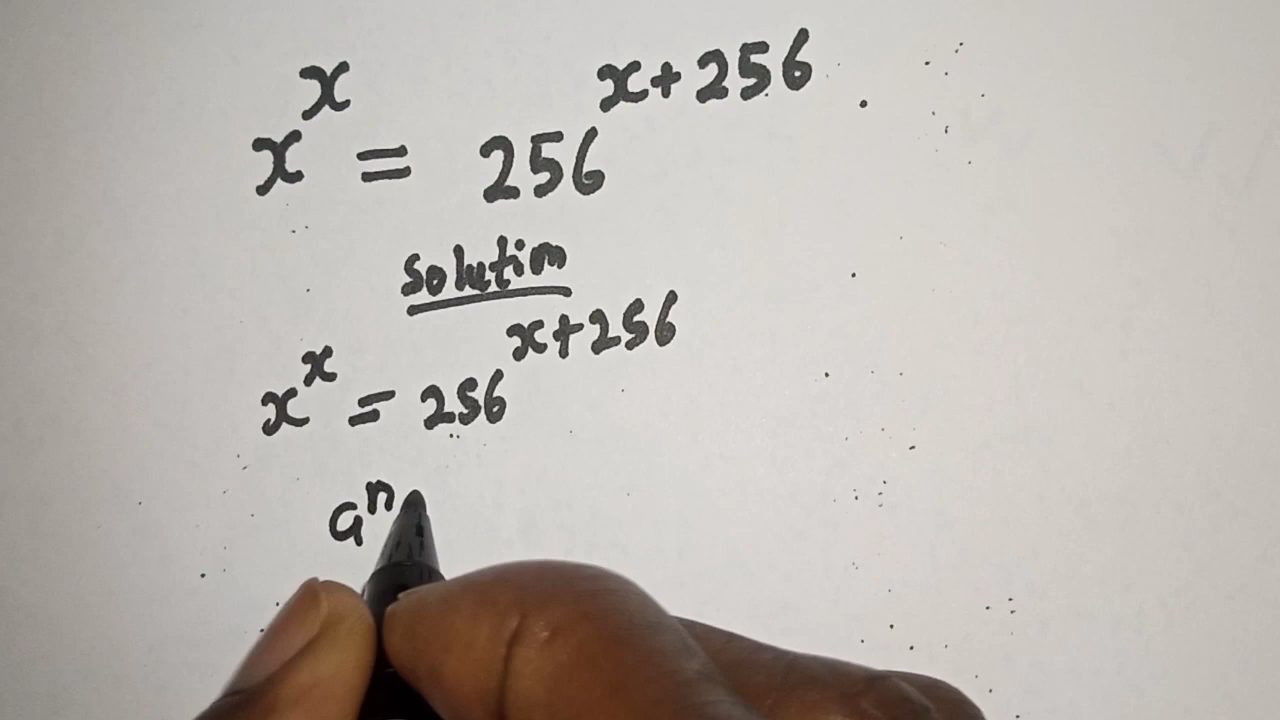 x^x = 256^{x+256}
Solution
x^x = 256^{x+256}
a^n